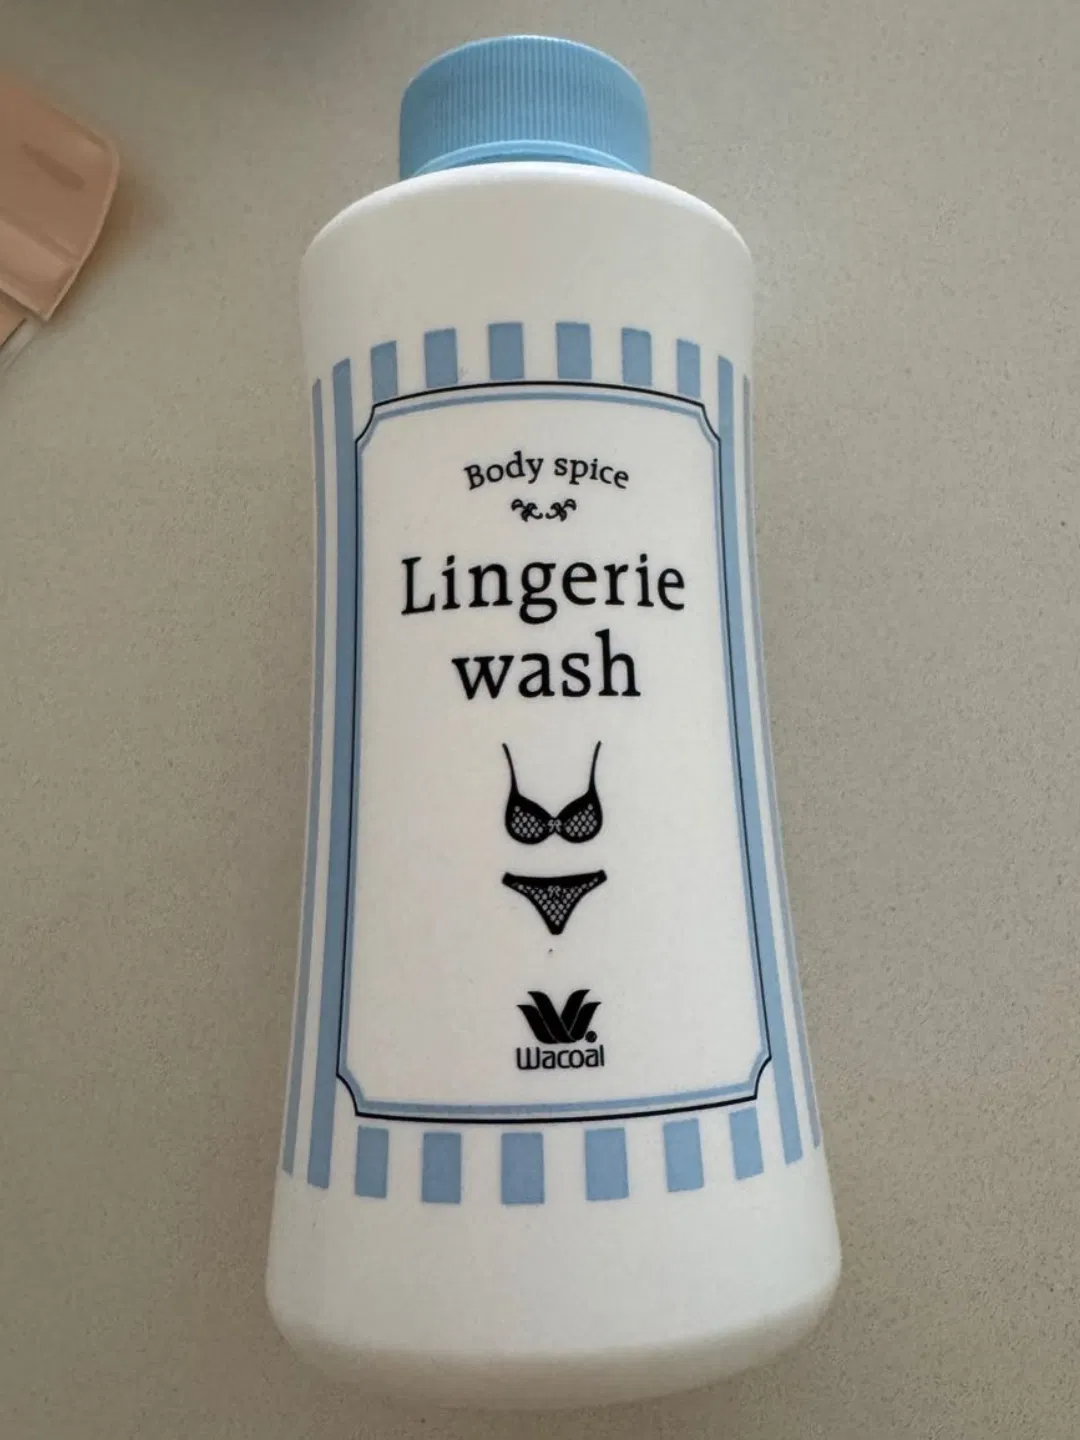 Body spice
Lingerie
wash
Wacoal